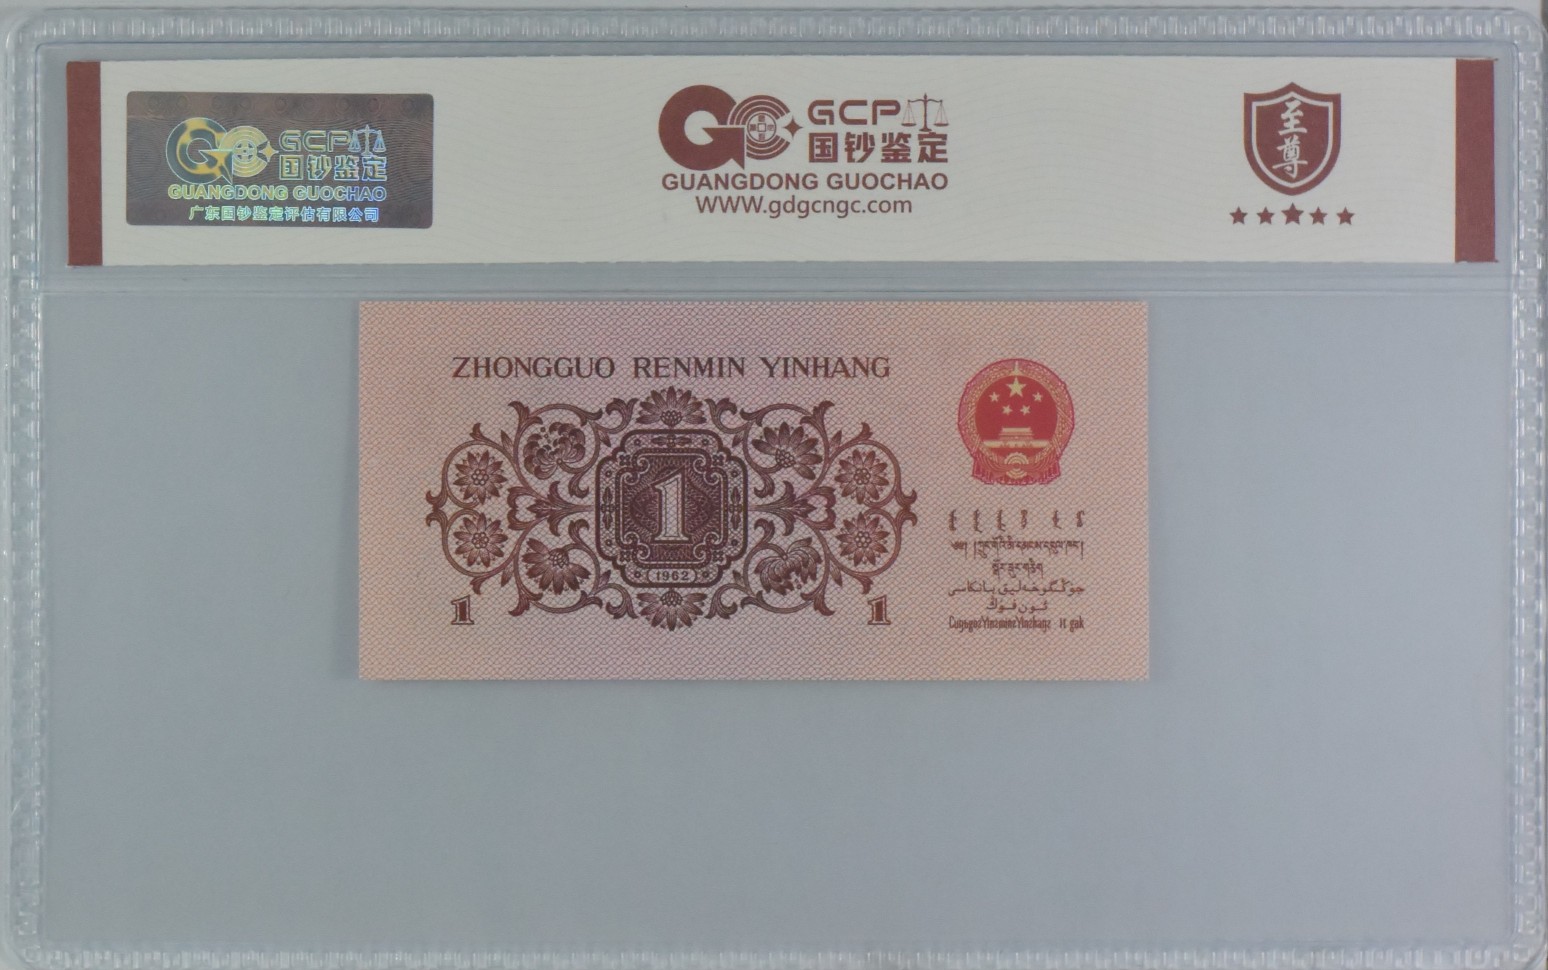 GCP
国钞鉴定
GUANGDONG GUOCHAO
广东国钞鉴定评估有限公司
GCP
国钞鉴定
GUANGDONG GUOCHAO
WWW.gdgcngc.com
至尊
ZHONGGUO RENMIN YINHANG
1
1962
1 1
جۇڭگوخەلىق بانكاسى